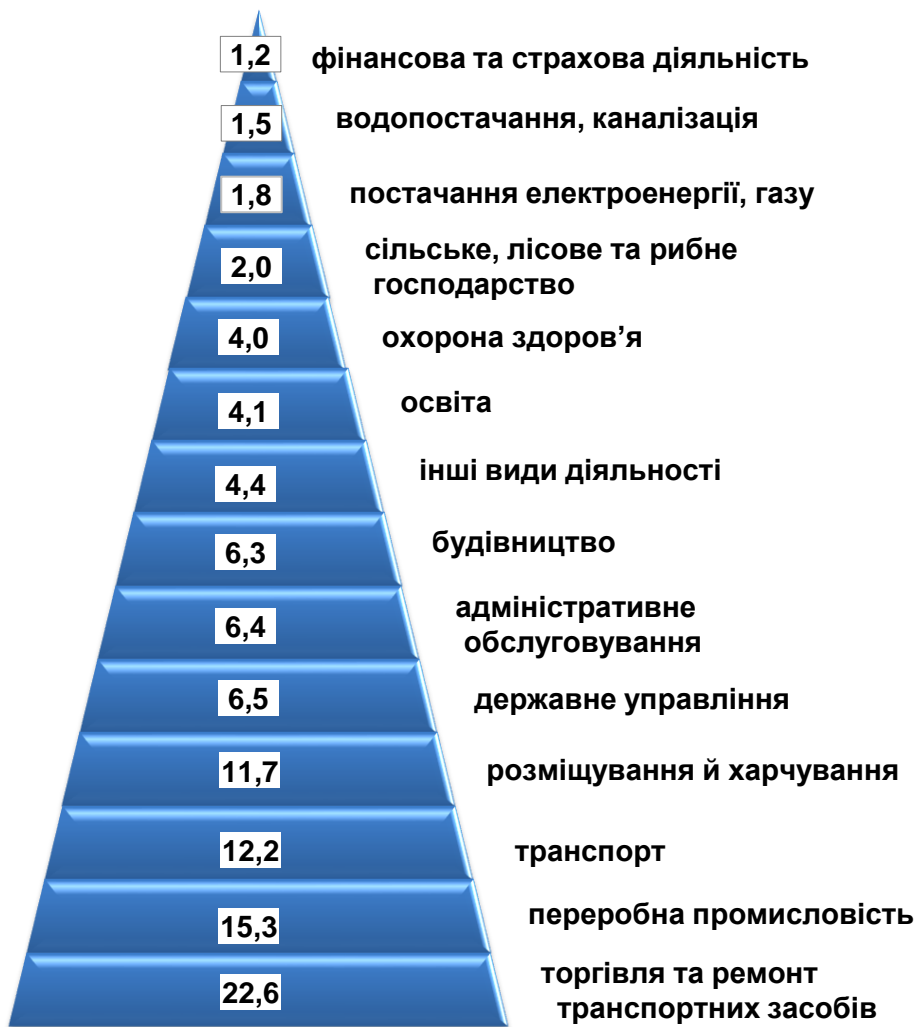 1,2 фінансова та страхова діяльність
1,5 водопостачання, каналізація
1,8 постачання електроенергії, газу
2,0 сільське, лісове та рибне
господарство
4,0 охорона здоров’я
4,1 освіта
4,4 інші види діяльності
6,3 будівництво
6,4 адміністративне
обслуговування
6,5 державне управління
11,7 розміщування й харчування
12,2 транспорт
15,3 переробна промисловість
22,6 торгівля та ремонт
транспортних засобів